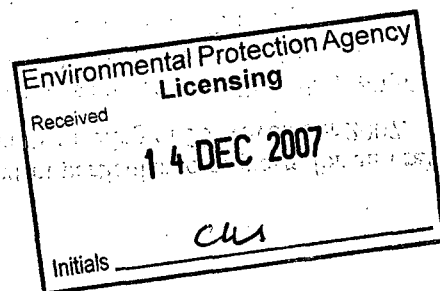 Environmental Protection Agency
Licensing
Received
14 DEC 2007
Initials